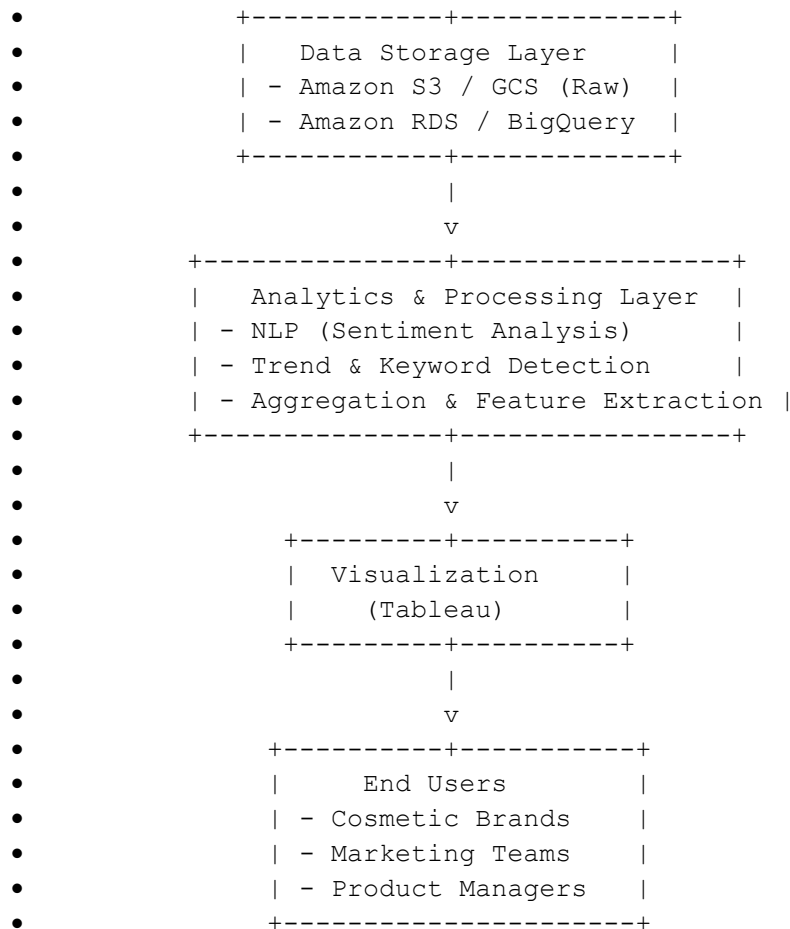 • +------------+-------------+
• | Data Storage Layer |
• | - Amazon S3 / GCS (Raw) |
• | - Amazon RDS / BigQuery |
• +------------+-------------+
• |
• v
• +---------------+-----------------+
• | Analytics & Processing Layer |
• | - NLP (Sentiment Analysis) |
• | - Trend & Keyword Detection |
• | - Aggregation & Feature Extraction |
• +---------------+-----------------+
• |
• v
• +---------+----------+
• | Visualization |
• | (Tableau) |
• +---------+----------+
• |
• v
• +----------+-----------+
• | End Users |
• | - Cosmetic Brands |
• | - Marketing Teams |
• | - Product Managers |
• +----------------------+